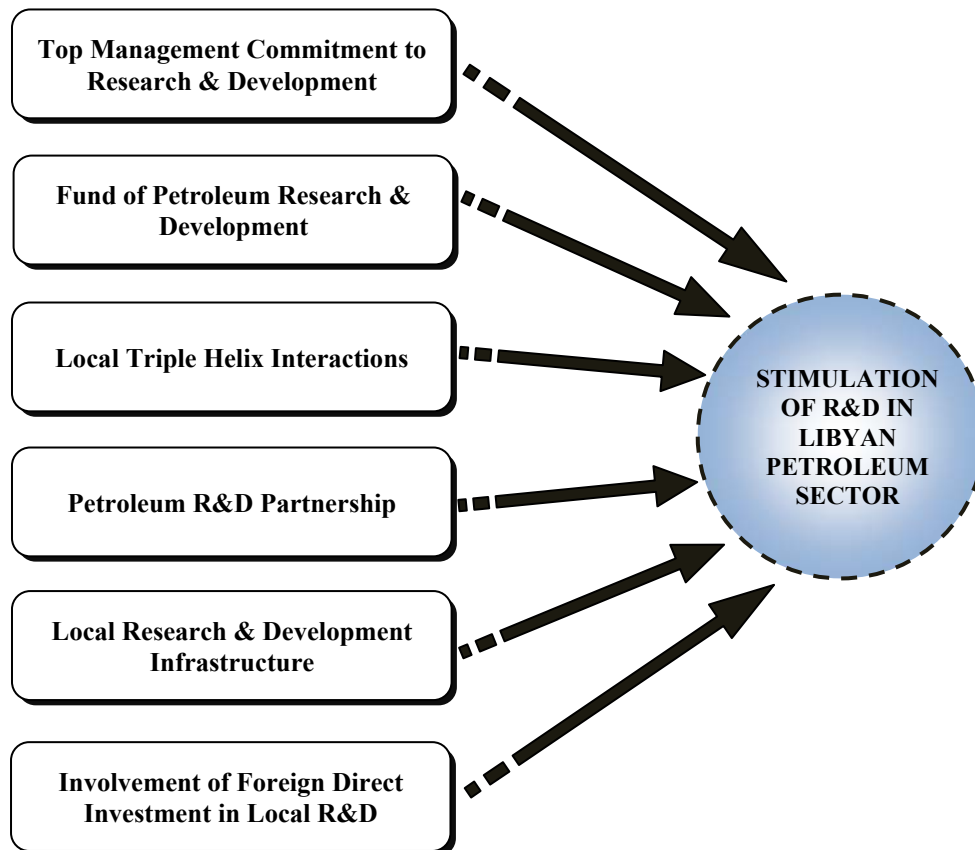 Top Management Commitment to
Research & Development
Fund of Petroleum Research &
Development
Local Triple Helix Interactions
Petroleum R&D Partnership
Local Research & Development
Infrastructure
Involvement of Foreign Direct
Investment in Local R&D
STIMULATION
OF R&D IN
LIBYAN
PETROLEUM
SECTOR